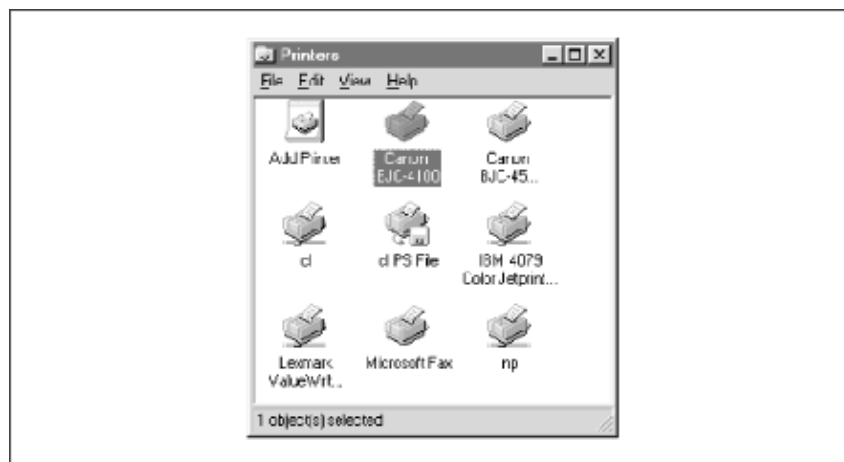 Printers
File Edit View Help
Add Printer
Canon
BJC-4100
Canon
BJC-45...
cl
cl PS File
IBM 4079
Color Jetprint...
Lexmark
ValueWrit...
Microsoft Fax
np
1 object(s) selected